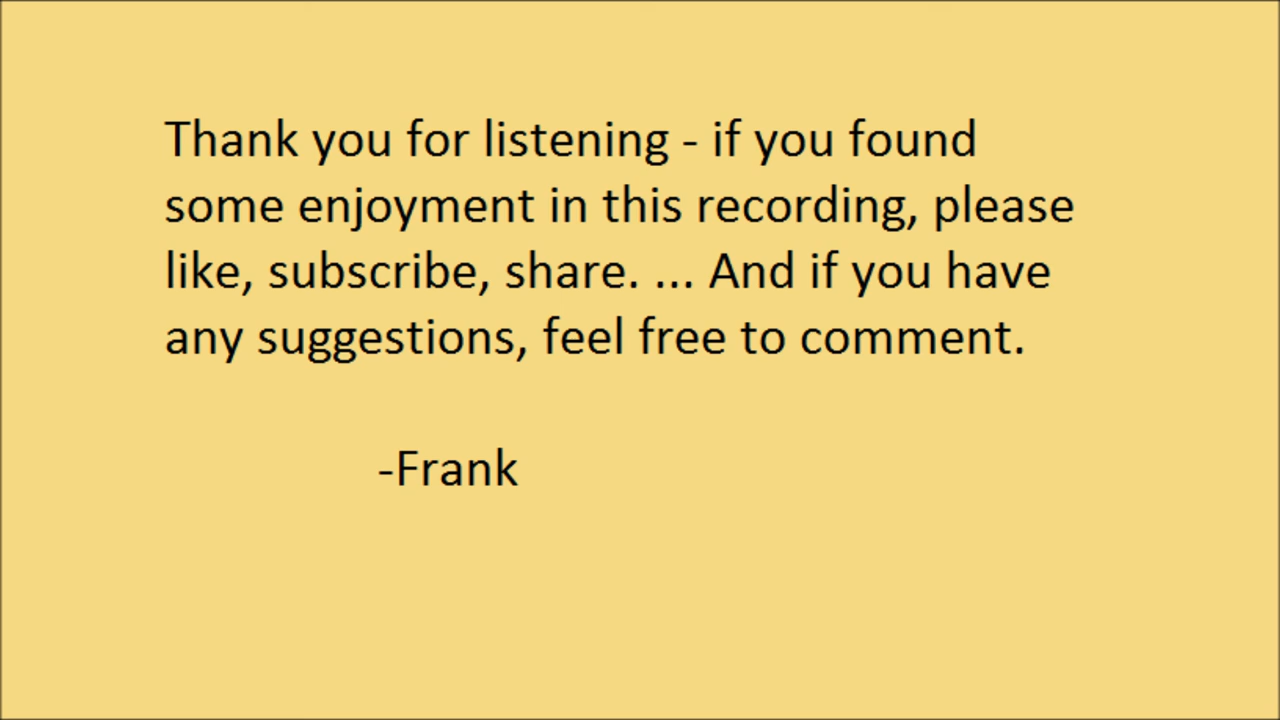 Thank you for listening - if you found
some enjoyment in this recording, please
like, subscribe, share. ... And if you have
any suggestions, feel free to comment.
-Frank